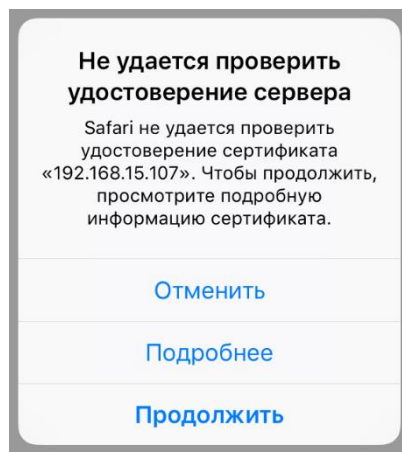 Не удается проверить
удостоверение сервера
Safari не удается проверить
удостоверение сертификата
«192.168.15.107». Чтобы продолжить,
просмотрите подробную
информацию сертификата.
Отменить
Подробнее
Продолжить